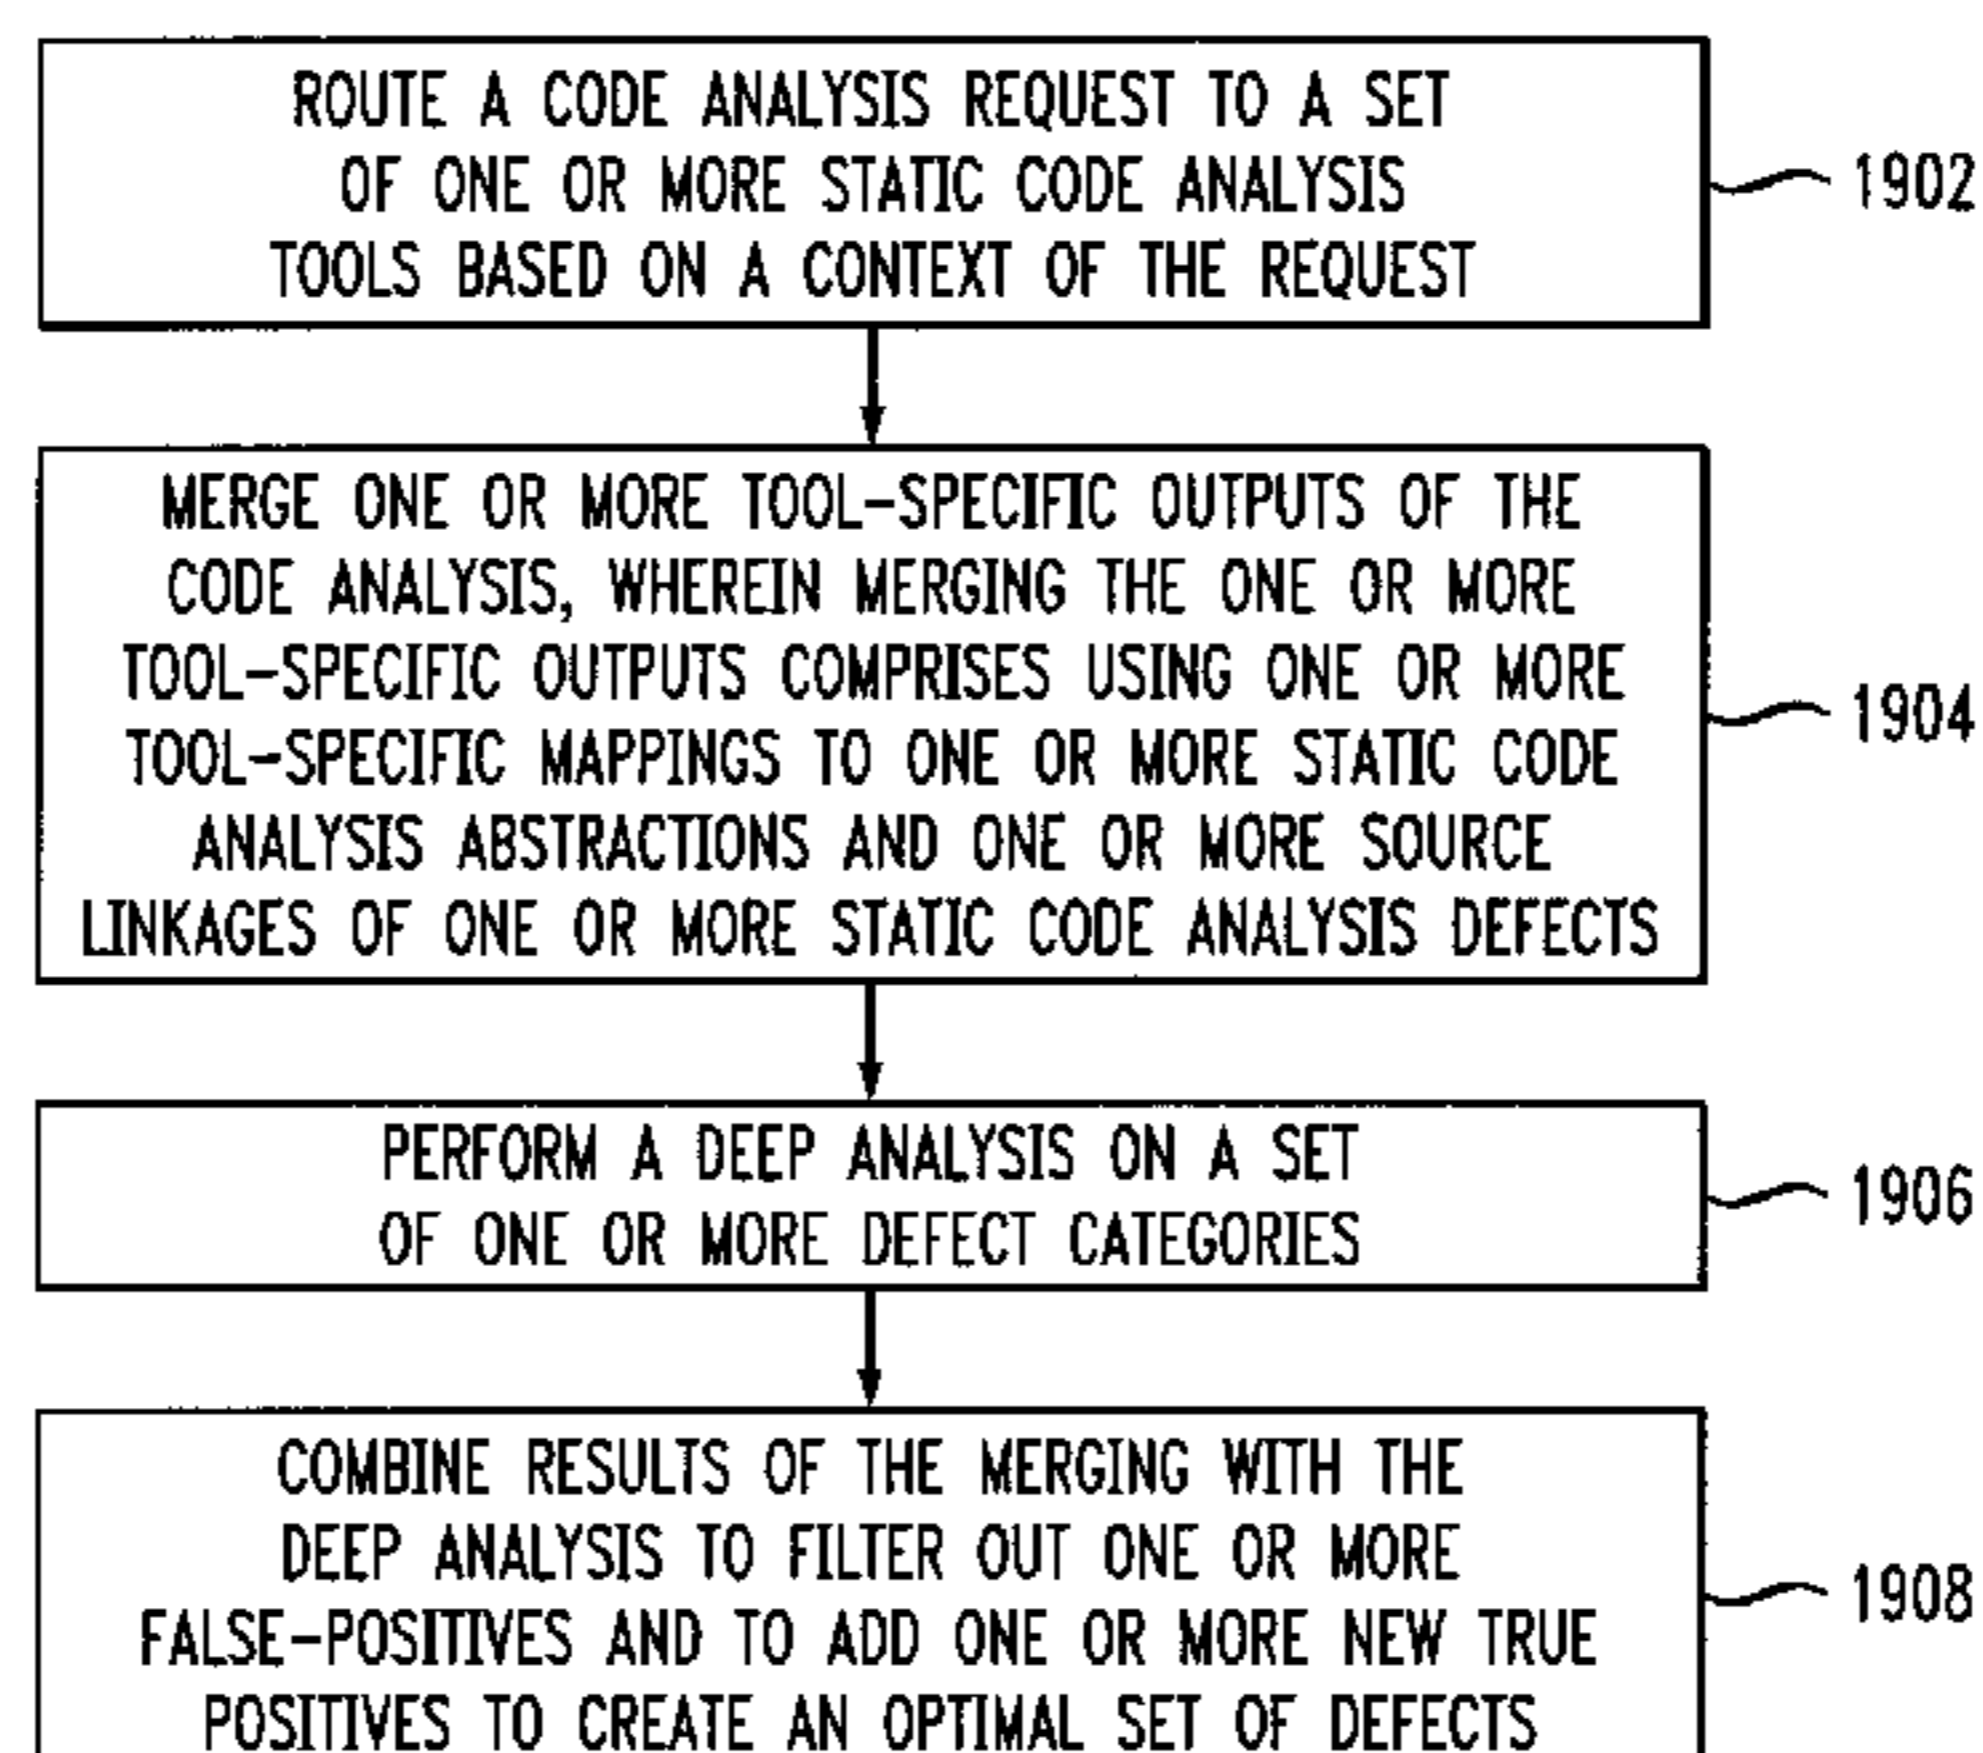 ROUTE A CODE ANALYSIS REQUEST TO A SET
OF ONE OR MORE STATIC CODE ANALYSIS
TOOLS BASED ON A CONTEXT OF THE REQUEST
1902
MERGE ONE OR MORE TOOL-SPECIFIC OUTPUTS OF THE
CODE ANALYSIS, WHEREIN MERGING THE ONE OR MORE
TOOL-SPECIFIC OUTPUTS COMPRISES USING ONE OR MORE
TOOL-SPECIFIC MAPPINGS TO ONE OR MORE STATIC CODE
ANALYSIS ABSTRACTIONS AND ONE OR MORE SOURCE
LINKAGES OF ONE OR MORE STATIC CODE ANALYSIS DEFECTS
1904
PERFORM A DEEP ANALYSIS ON A SET
OF ONE OR MORE DEFECT CATEGORIES
1906
COMBINE RESULTS OF THE MERGING WITH THE
DEEP ANALYSIS TO FILTER OUT ONE OR MORE
FALSE-POSITIVES AND TO ADD ONE OR MORE NEW TRUE
POSITIVES TO CREATE AN OPTIMAL SET OF DEFECTS
1908